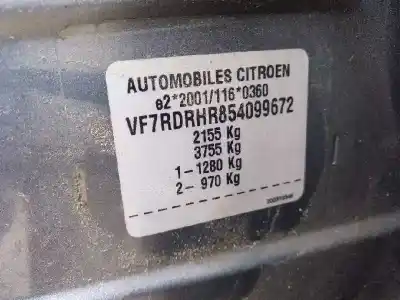 AUTOMOBILES CITROEN
e2*2001/116*0360
VF7RDRHR854099672
2155 Kg
3755 Kg
1-1280 Kg
2- 970 Kg